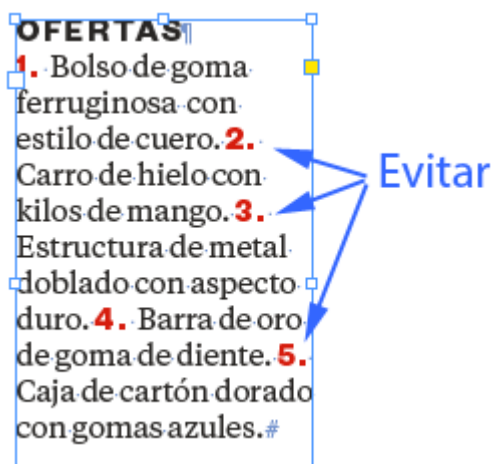 OFERTAS¶
1. Bolso de goma
ferruginosa con
estilo de cuero. 2.
Carro de hielo con
kilos de mango. 3.
Estructura de metal
doblado con aspecto
duro. 4. Barra de oro
de goma de diente. 5.
Caja de cartón dorado
con gomas azules.#
Evitar